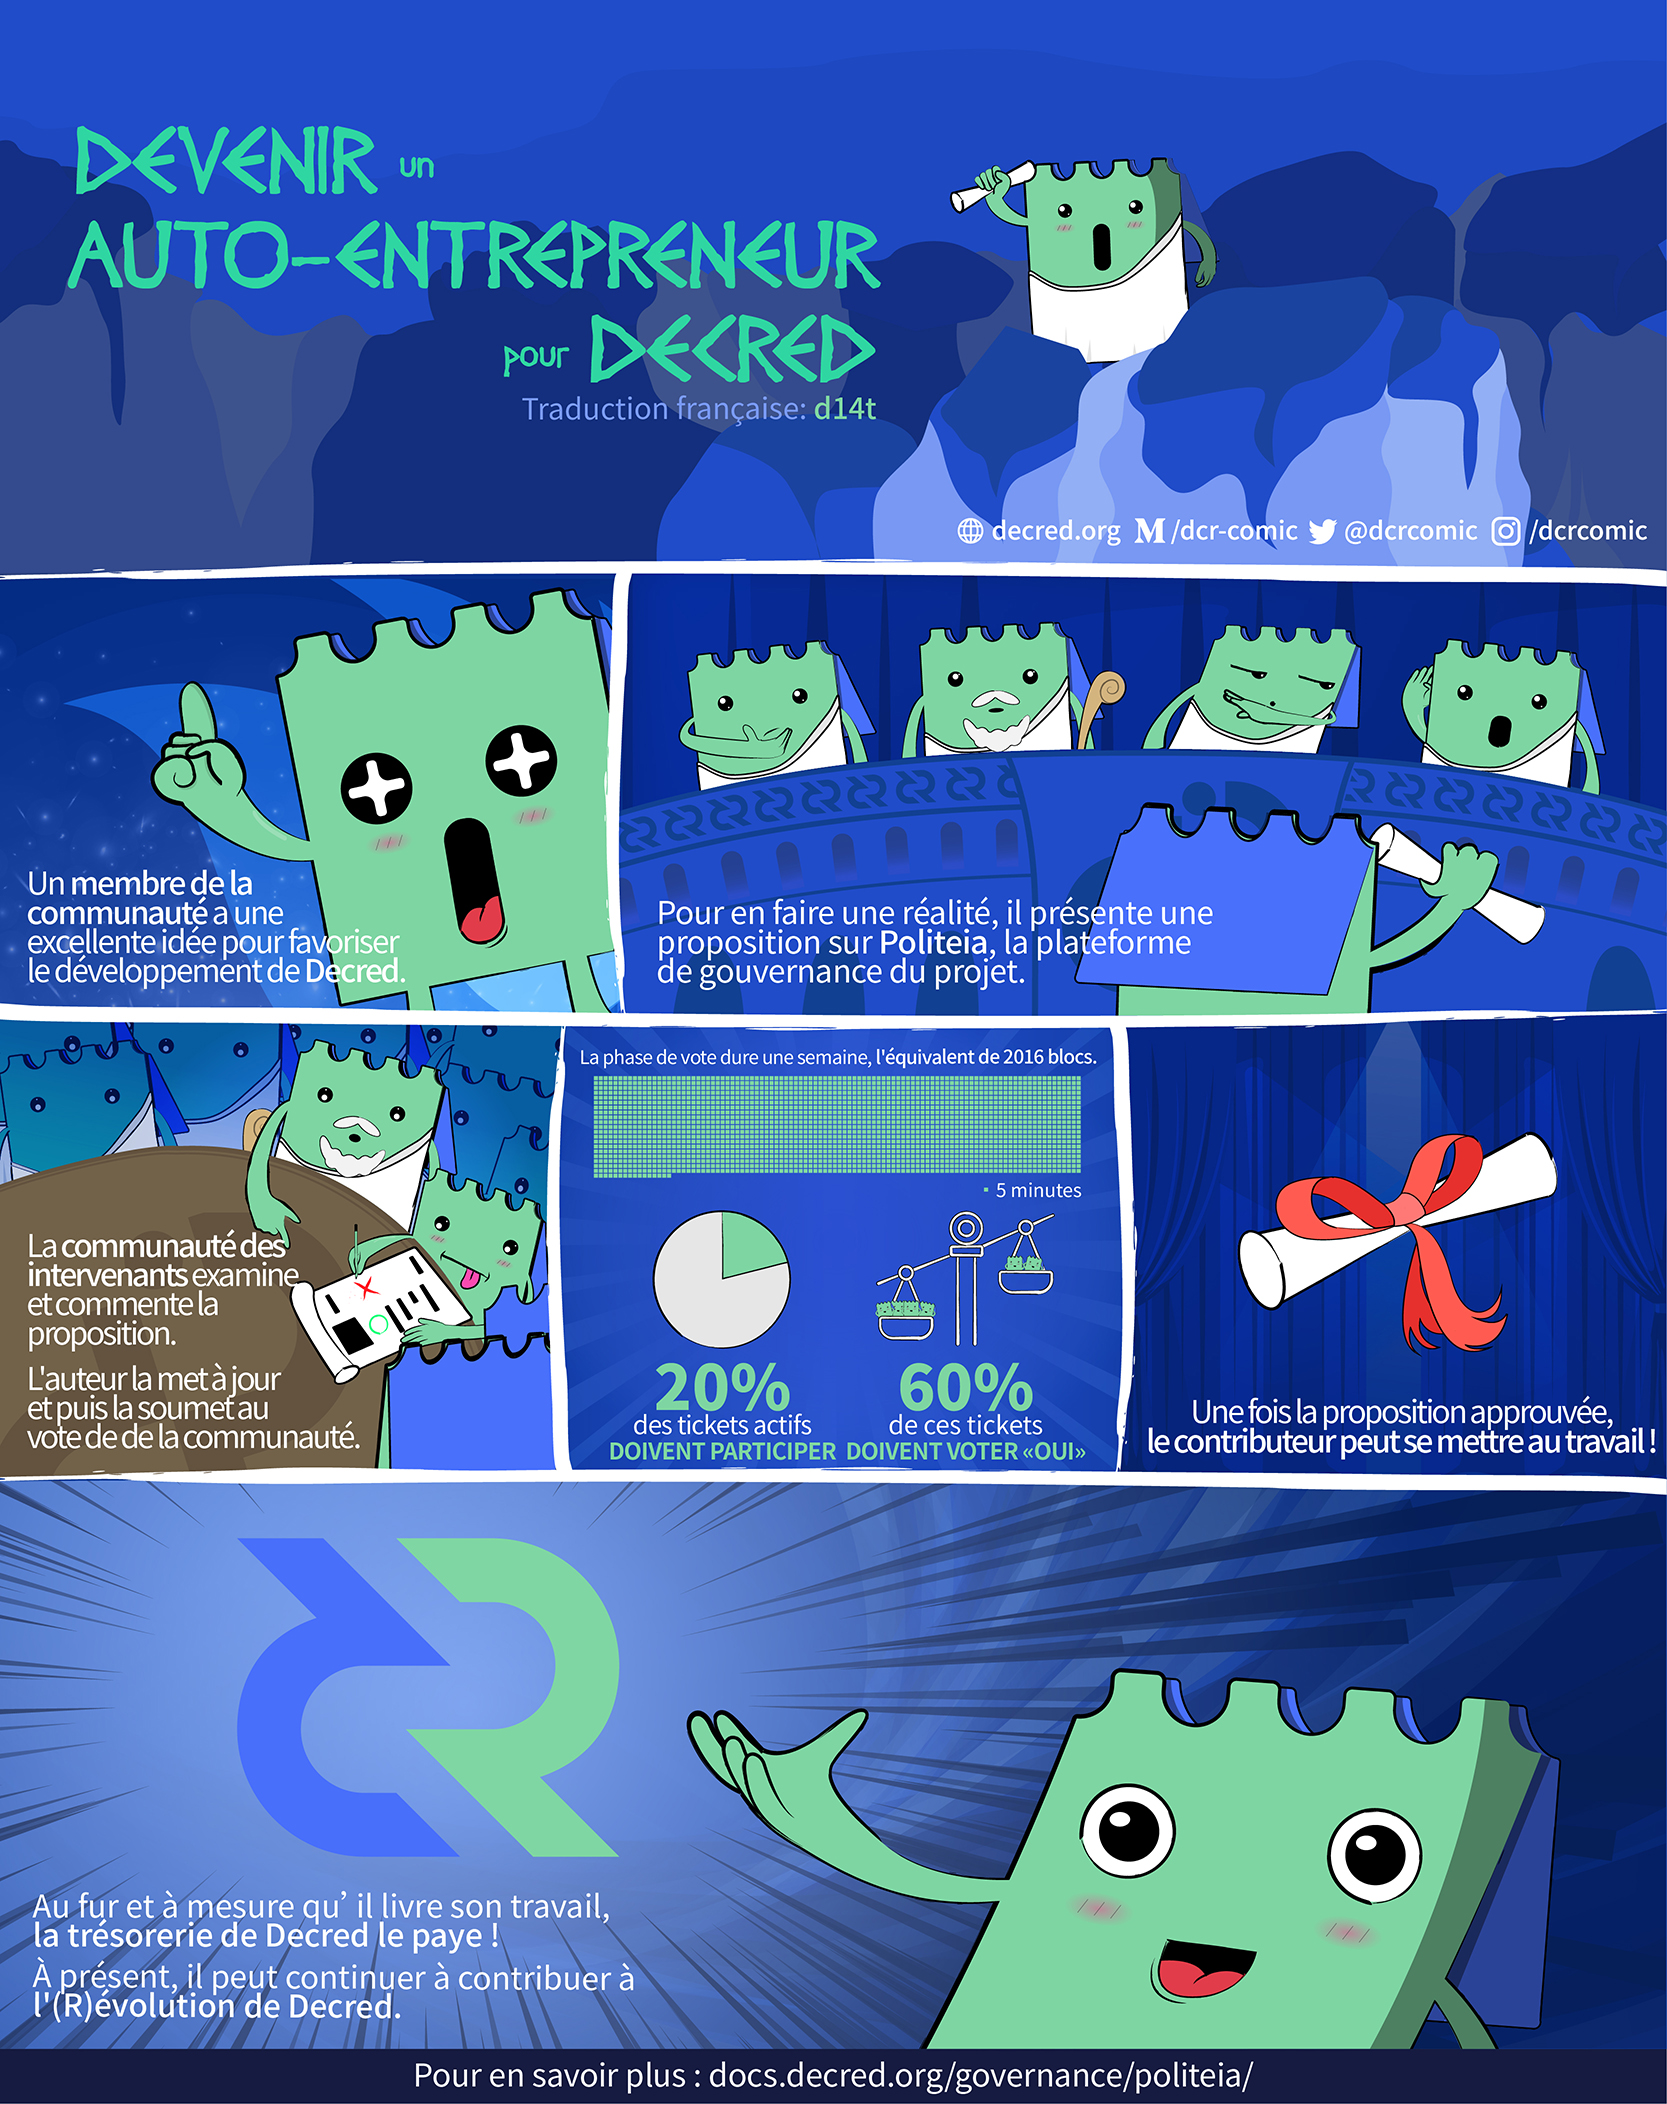 DEVENIR un
AUTO-ENTREPRENEUR
pour DECRED
Traduction française: d14t
decred.org M /dcr-comic @dcrcomic /dcrcomic
Un membre de la
communauté a une
excellente idée pour favoriser
le développement de Decred.
Pour en faire une réalité, il présente une
proposition sur Politeia, la plateforme
de gouvernance du projet.
La communauté des
intervenants examine
et commente la
proposition.
L'auteur la met à jour
et puis la soumet au
vote de de la communauté.
La phase de vote dure une semaine, l'équivalent de 2016 blocs.
5 minutes
20%
des tickets actifs
DOIVENT PARTICIPER
60%
de ces tickets
DOIVENT VOTER «OUI»
Une fois la proposition approuvée,
le contributeur peut se mettre au travail !
Au fur et à mesure qu’ il livre son travail,
la trésorerie de Decred le paye !
À présent, il peut continuer à contribuer à
l'(R)évolution de Decred.
Pour en savoir plus : docs.decred.org/governance/politeia/